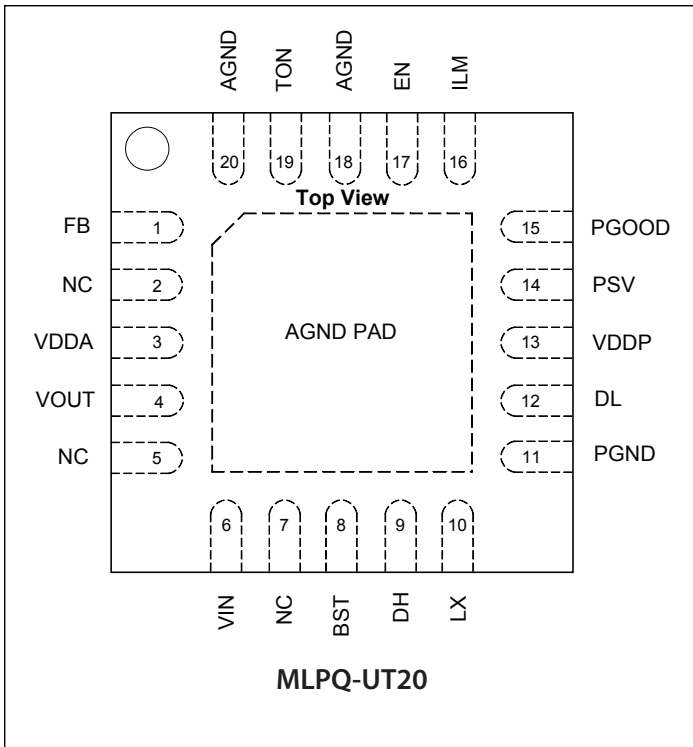 AGND TON AGND EN ILM
20 19 18 17 16
Top View
FB 1 15 PGOOD
NC 2 14 PSV
AGND PAD
VDDA 3 13 VDDP
VOUT 4 12 DL
NC 5 11 PGND
6 7 8 9 10
VIN NC BST DH LX
MLPQ-UT20